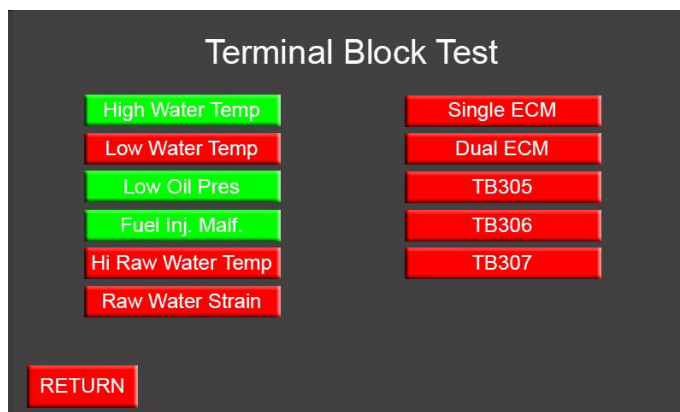 Terminal Block Test
High Water Temp
Low Water Temp
Low Oil Pres
Fuel Inj. Malf.
Hi Raw Water Temp
Raw Water Strain
Single ECM
Dual ECM
TB305
TB306
TB307
RETURN